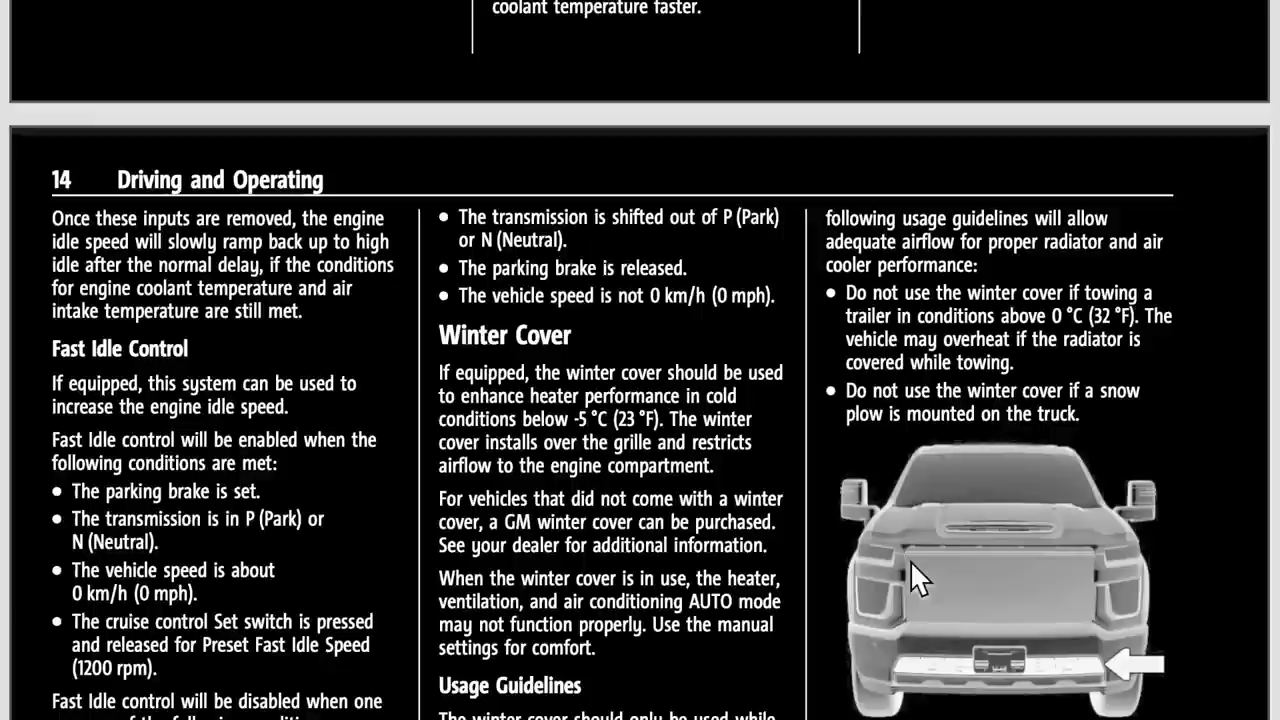 coolant temperature faster.
14 Driving and Operating
Once these inputs are removed, the engine
idle speed will slowly ramp back up to high
idle after the normal delay, if the conditions
for engine coolant temperature and air
intake temperature are still met.
Fast Idle Control
If equipped, this system can be used to
increase the engine idle speed.
Fast Idle control will be enabled when the
following conditions are met:
• The parking brake is set.
• The transmission is in P (Park) or
N (Neutral).
• The vehicle speed is about
0 km/h (0 mph).
• The cruise control Set switch is pressed
and released for Preset Fast Idle Speed
(1200 rpm).
Fast Idle control will be disabled when one
• The transmission is shifted out of P (Park)
or N (Neutral).
• The parking brake is released.
• The vehicle speed is not 0 km/h (0 mph).
Winter Cover
If equipped, the winter cover should be used
to enhance heater performance in cold
conditions below -5 °C (23 °F). The winter
cover installs over the grille and restricts
airflow to the engine compartment.
For vehicles that did not come with a winter
cover, a GM winter cover can be purchased.
See your dealer for additional information.
When the winter cover is in use, the heater,
ventilation, and air conditioning AUTO mode
may not function properly. Use the manual
settings for comfort.
Usage Guidelines
The winter cover should only be used while
following usage guidelines will allow
adequate airflow for proper radiator and air
cooler performance:
• Do not use the winter cover if towing a
trailer in conditions above 0 °C (32 °F). The
vehicle may overheat if the radiator is
covered while towing.
• Do not use the winter cover if a snow
plow is mounted on the truck.